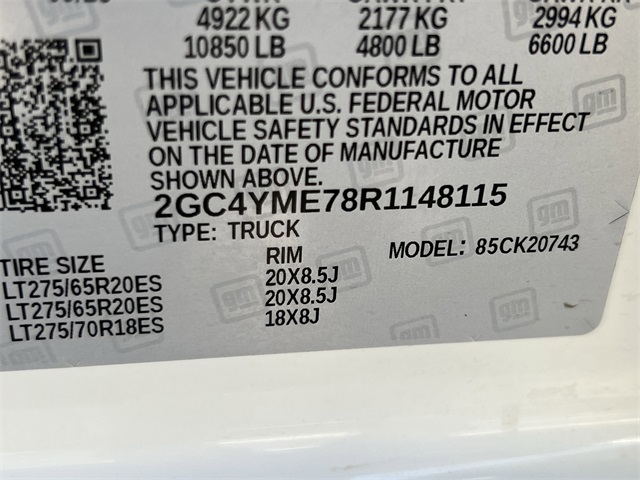 4922 KG 2177 KG 2994 KG
10850 LB 4800 LB 6600 LB
THIS VEHICLE CONFORMS TO ALL
APPLICABLE U.S. FEDERAL MOTOR
VEHICLE SAFETY STANDARDS IN EFFECT
ON THE DATE OF MANUFACTURE
SHOWN ABOVE.
2GC4YME78R1148115
TYPE: TRUCK MODEL: 85CK20743
TIRE SIZE RIM
LT275/65R20ES 20X8.5J
LT275/65R20ES 20X8.5J
LT275/70R18ES 18X8J
gm